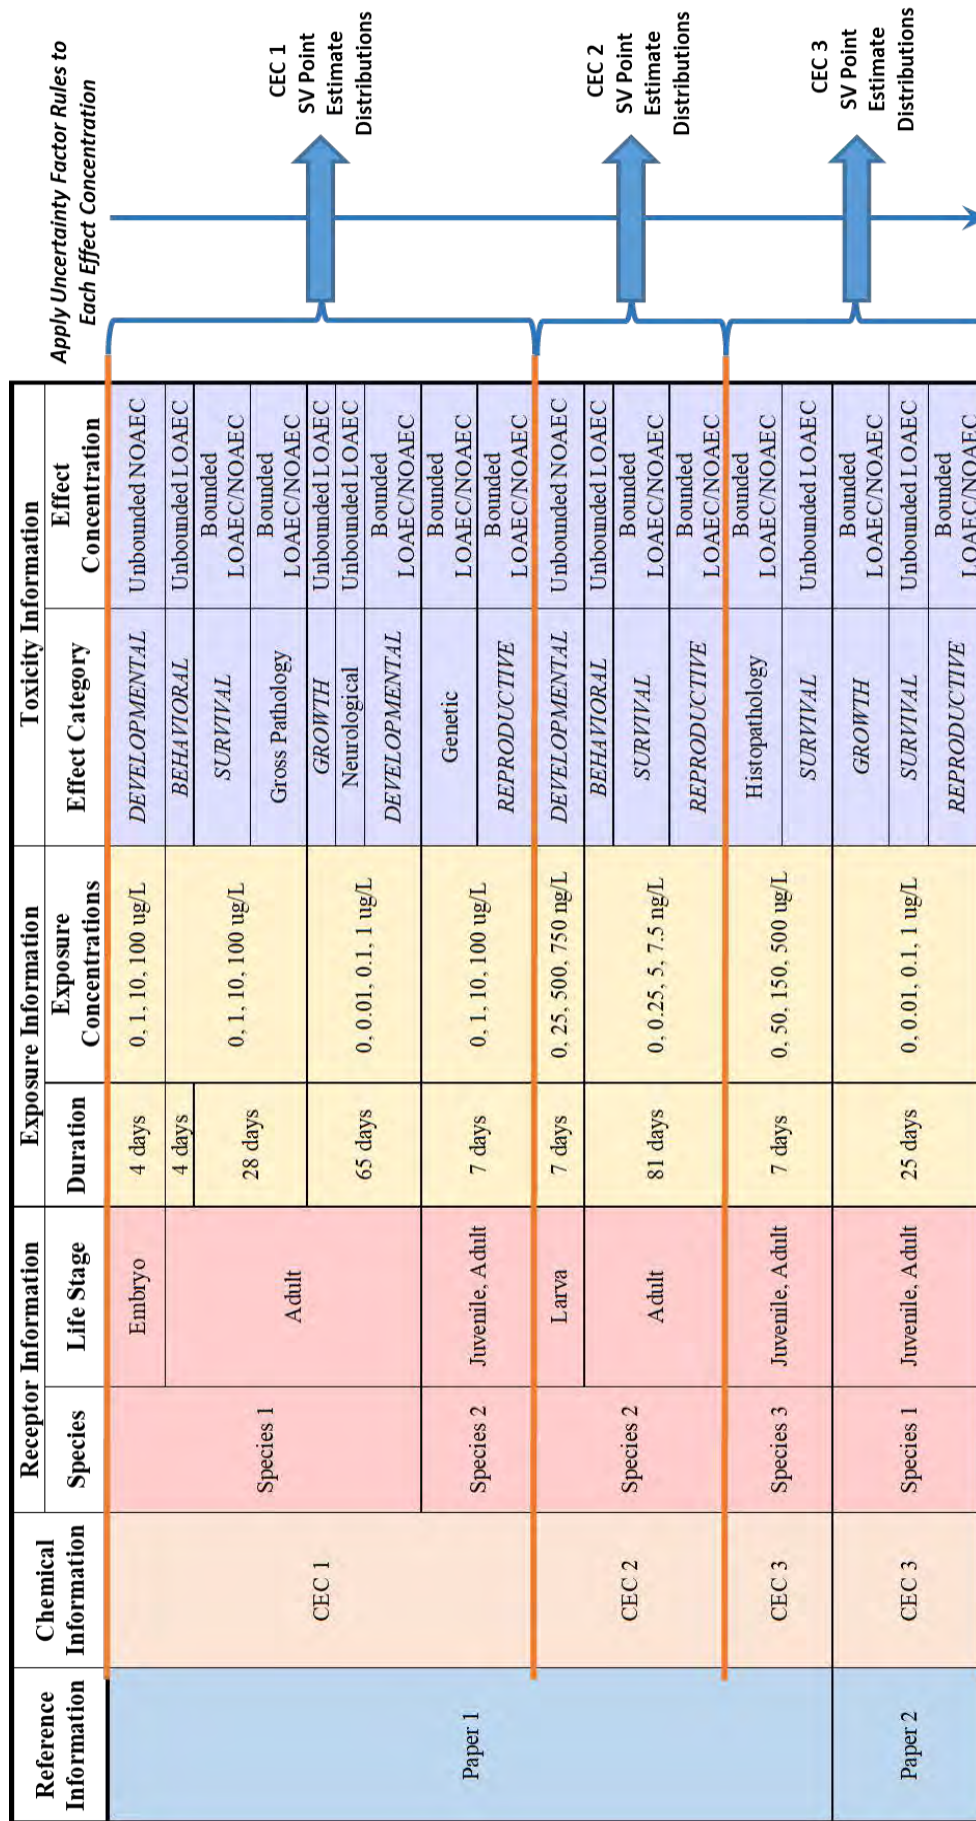 Reference
Information
Chemical
Information
Receptor Information
Species
Life Stage
Exposure Information
Duration
Exposure
Concentrations
Toxicity Information
Effect Category
Effect
Concentration
Apply Uncertainty Factor Rules to
Each Effect Concentration
Paper 1
CEC 1
Species 1
Embryo
4 days
0, 1, 10, 100 ug/L
DEVELOPMENTAL
Unbounded NOAEC
Adult
4 days
0, 1, 10, 100 ug/L
BEHAVIORAL
Unbounded LOAEC
28 days
SURVIVAL
Bounded
LOAEC/NOAEC
Gross Pathology
Bounded
LOAEC/NOAEC
65 days
0, 0.01, 0.1, 1 ug/L
GROWTH
Unbounded LOAEC
Neurological
Unbounded LOAEC
DEVELOPMENTAL
Bounded
LOAEC/NOAEC
Species 2
Juvenile, Adult
7 days
0, 1, 10, 100 ug/L
Genetic
Bounded
LOAEC/NOAEC
REPRODUCTIVE
Bounded
LOAEC/NOAEC
CEC 1
SV Point
Estimate
Distributions
CEC 2
Species 2
Larva
7 days
0, 25, 500, 750 ng/L
DEVELOPMENTAL
Unbounded NOAEC
Adult
81 days
0, 0.25, 5, 7.5 ng/L
BEHAVIORAL
Unbounded LOAEC
SURVIVAL
Bounded
LOAEC/NOAEC
REPRODUCTIVE
Bounded
LOAEC/NOAEC
CEC 2
SV Point
Estimate
Distributions
CEC 3
Species 3
Juvenile, Adult
7 days
0, 50, 150, 500 ug/L
Histopathology
Bounded
LOAEC/NOAEC
SURVIVAL
Unbounded LOAEC
Paper 2
CEC 3
Species 1
Juvenile, Adult
25 days
0, 0.01, 0.1, 1 ug/L
GROWTH
Bounded
LOAEC/NOAEC
SURVIVAL
Unbounded LOAEC
REPRODUCTIVE
Bounded
LOAEC/NOAEC
CEC 3
SV Point
Estimate
Distributions